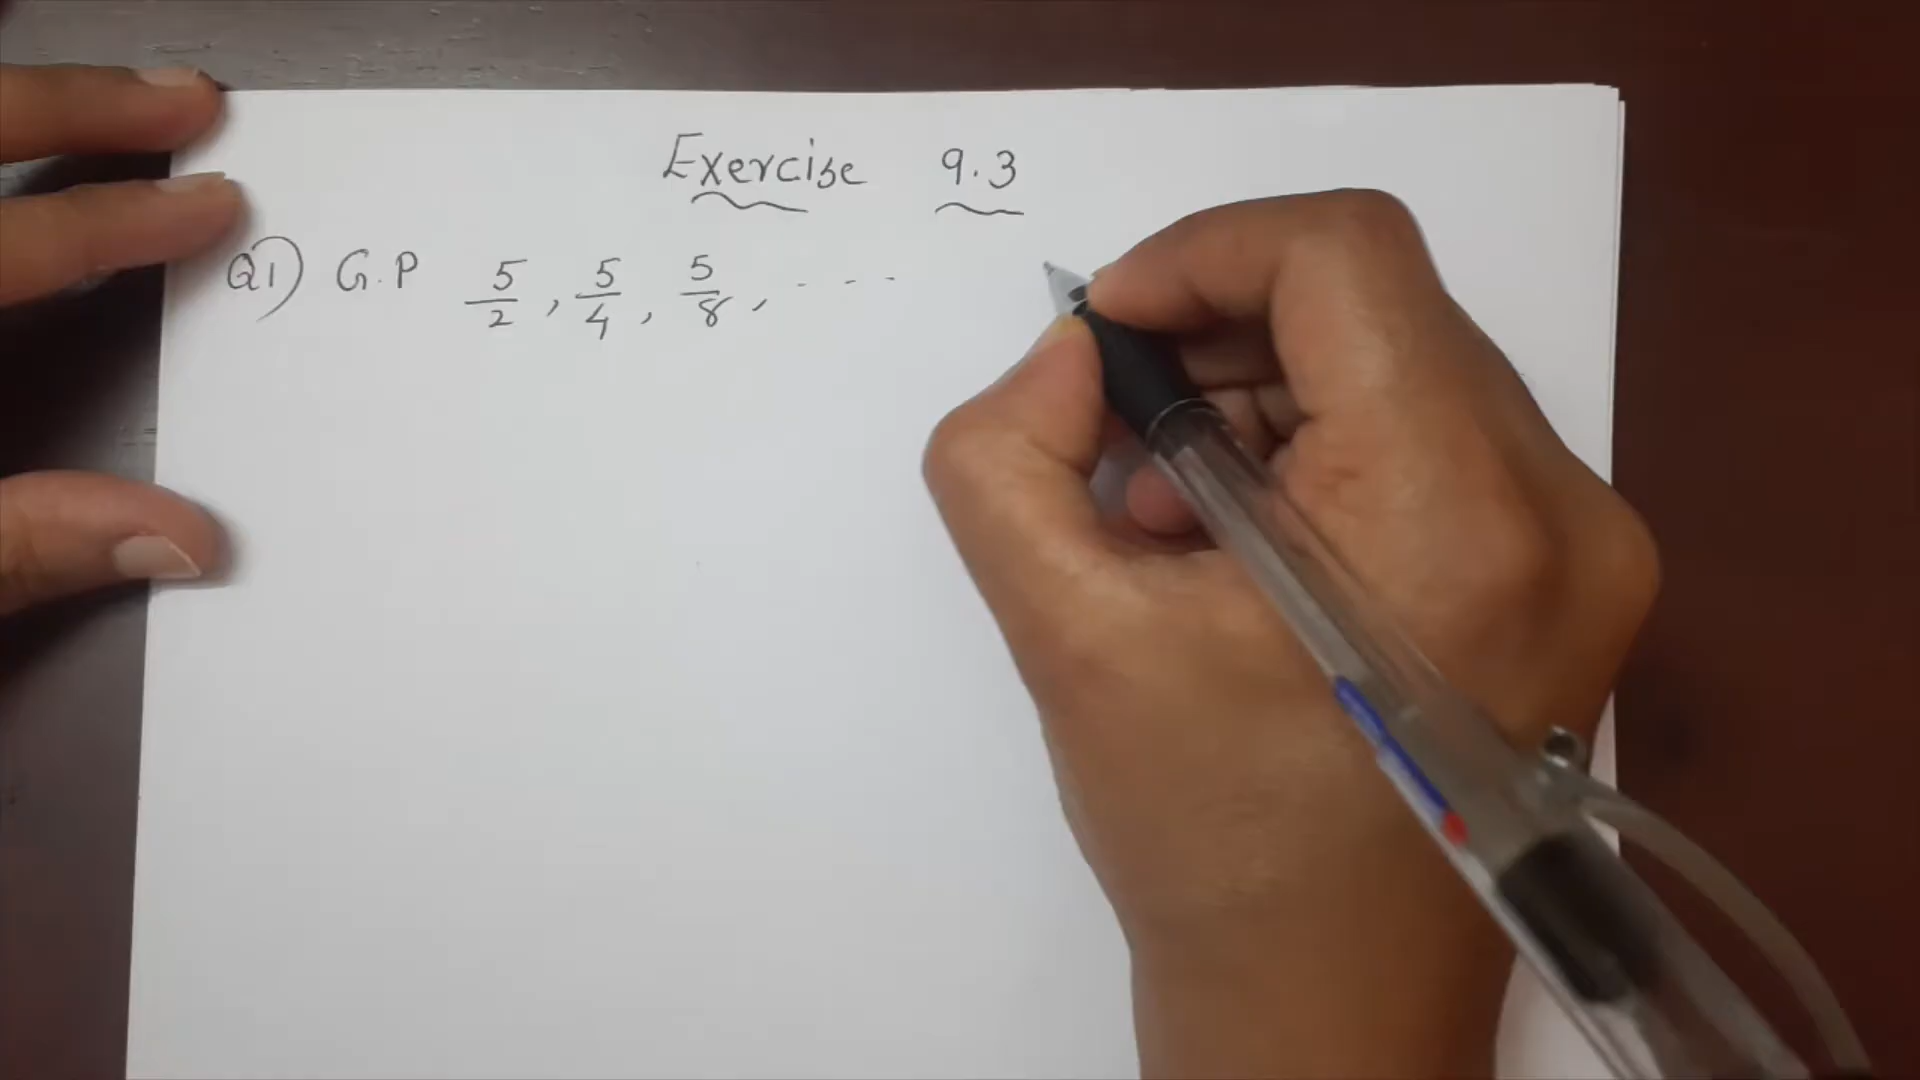 Exercise 9.3
Q1) G.P 5/2, 5/4, 5/8, - - -